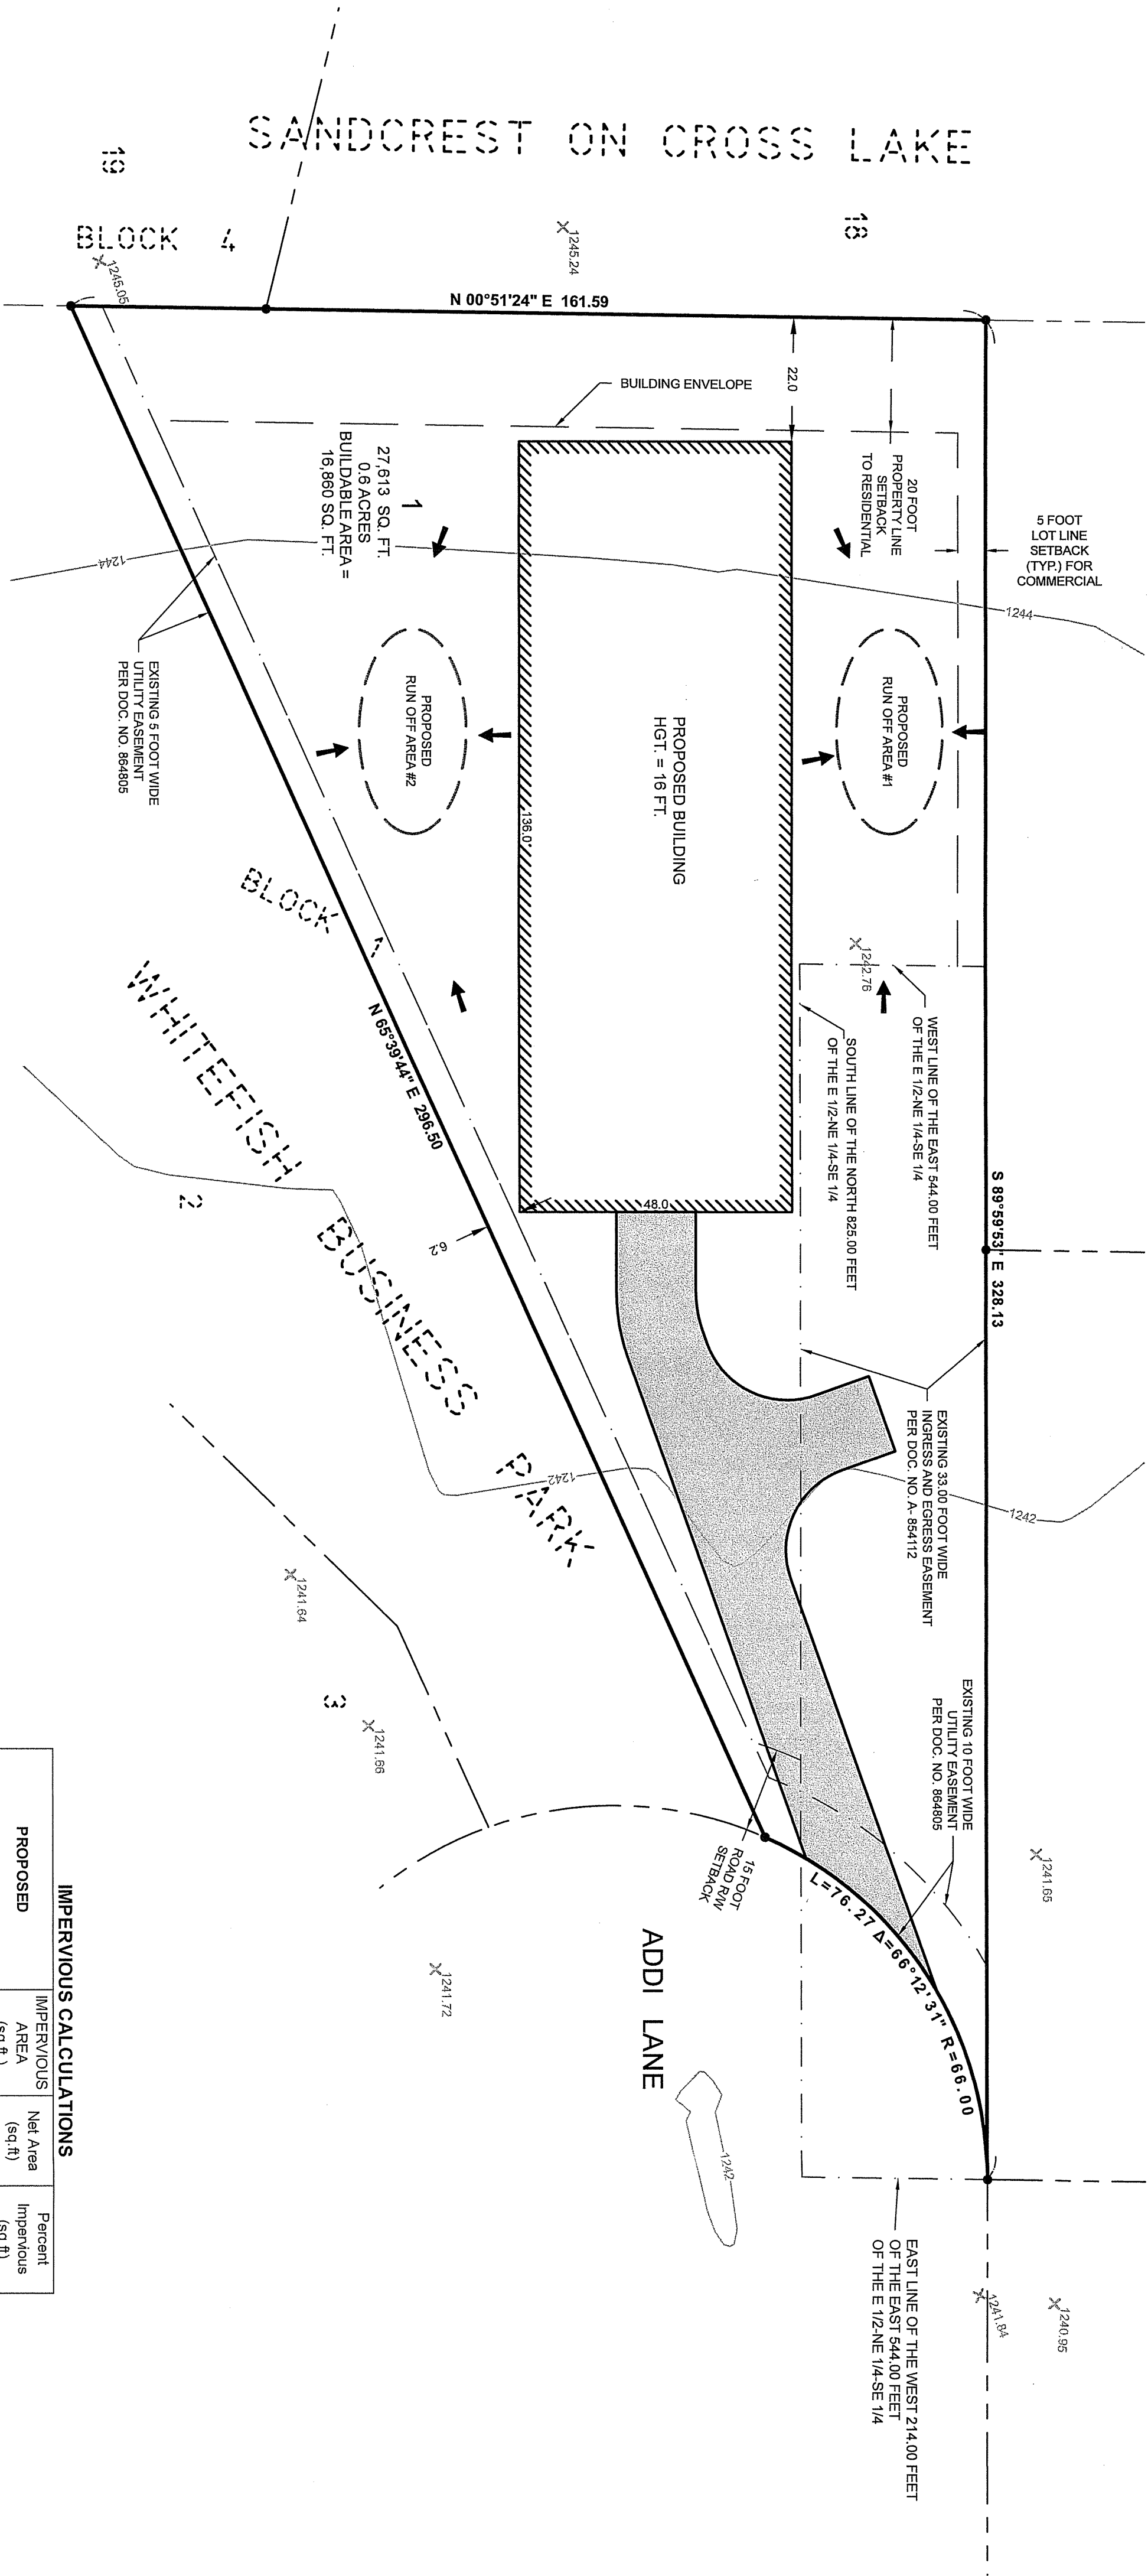 SANDCREST ON CROSS LAKE
19
BLOCK 4
18
1245.05
1245.24
N 00°51'24" E 161.59
22.0
BUILDING ENVELOPE
20 FOOT
PROPERTY LINE
SETBACK
TO RESIDENTIAL
5 FOOT
LOT LINE
SETBACK
(TYP.) FOR
COMMERCIAL
1
27,613 SQ. FT.
0.6 ACRES
BUILDABLE AREA =
16,860 SQ. FT.
1244
1244
PROPOSED
RUN OFF AREA #1
PROPOSED
RUN OFF AREA #2
PROPOSED BUILDING
HGT. = 16 FT.
136.0'
48.0
EXISTING 5 FOOT WIDE
UTILITY EASEMENT
PER DOC. NO. 864805
BLOCK 1
WHITEFISH BUSINESS PARK
1242.76
WEST LINE OF THE EAST 544.00 FEET
OF THE E 1/2-NE 1/4-SE 1/4
SOUTH LINE OF THE NORTH 825.00 FEET
OF THE E 1/2-NE 1/4-SE 1/4
N 65°39'44" E 296.50
S 89°59'53" E 328.13
2
6.2
1242
1242
EXISTING 33.00 FOOT WIDE
INGRESS AND EGRESS EASEMENT
PER DOC. NO. A- 854112
1241.64
3
1241.66
EXISTING 10 FOOT WIDE
UTILITY EASEMENT
PER DOC. NO. 864805
15 FOOT
ROAD R/W
SETBACK
1241.65
L=76.27 Δ=66°12'31" R=66.00
1241.72
ADDI LANE
1242
EAST LINE OF THE WEST 214.00 FEET
OF THE EAST 544.00 FEET
OF THE E 1/2-NE 1/4-SE 1/4
1241.84
1240.95
IMPERVIOUS CALCULATIONS
PROPOSED
IMPERVIOUS
AREA
(sq.ft.)
Net Area
(sq.ft)
Percent
Impervious
(sq.ft)